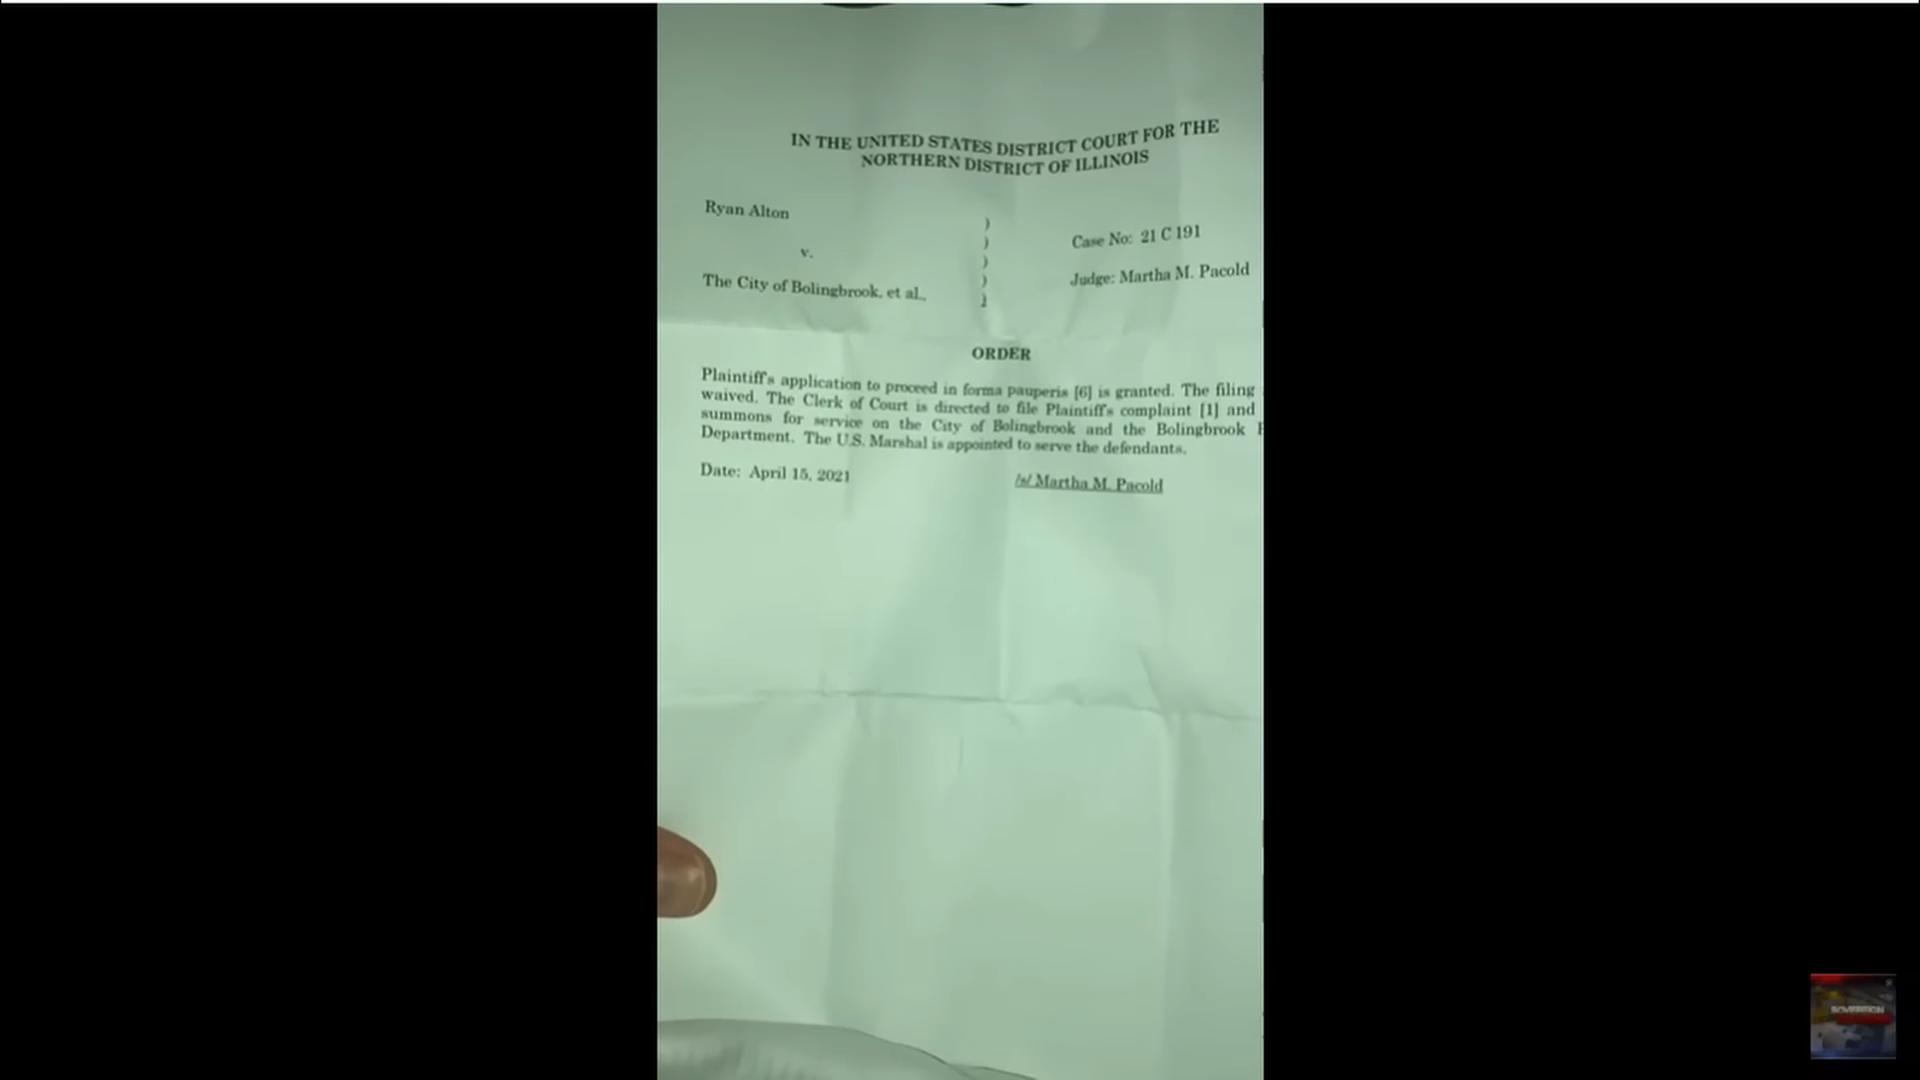 IN THE UNITED STATES DISTRICT COURT FOR THE
NORTHERN DISTRICT OF ILLINOIS
Ryan Alton
v.
The City of Bolingbrook, et al.,
)
)
)
)
)
Case No: 21 C 191
Judge: Martha M. Pacold
ORDER
Plaintiff's application to proceed in forma pauperis [6] is granted. The filing
waived. The Clerk of Court is directed to file Plaintiff's complaint [1] and
summons for service on the City of Bolingbrook and the Bolingbrook
Department. The U.S. Marshal is appointed to serve the defendants.
Date: April 15, 2021
/s/ Martha M. Pacold
SOVEREIGN